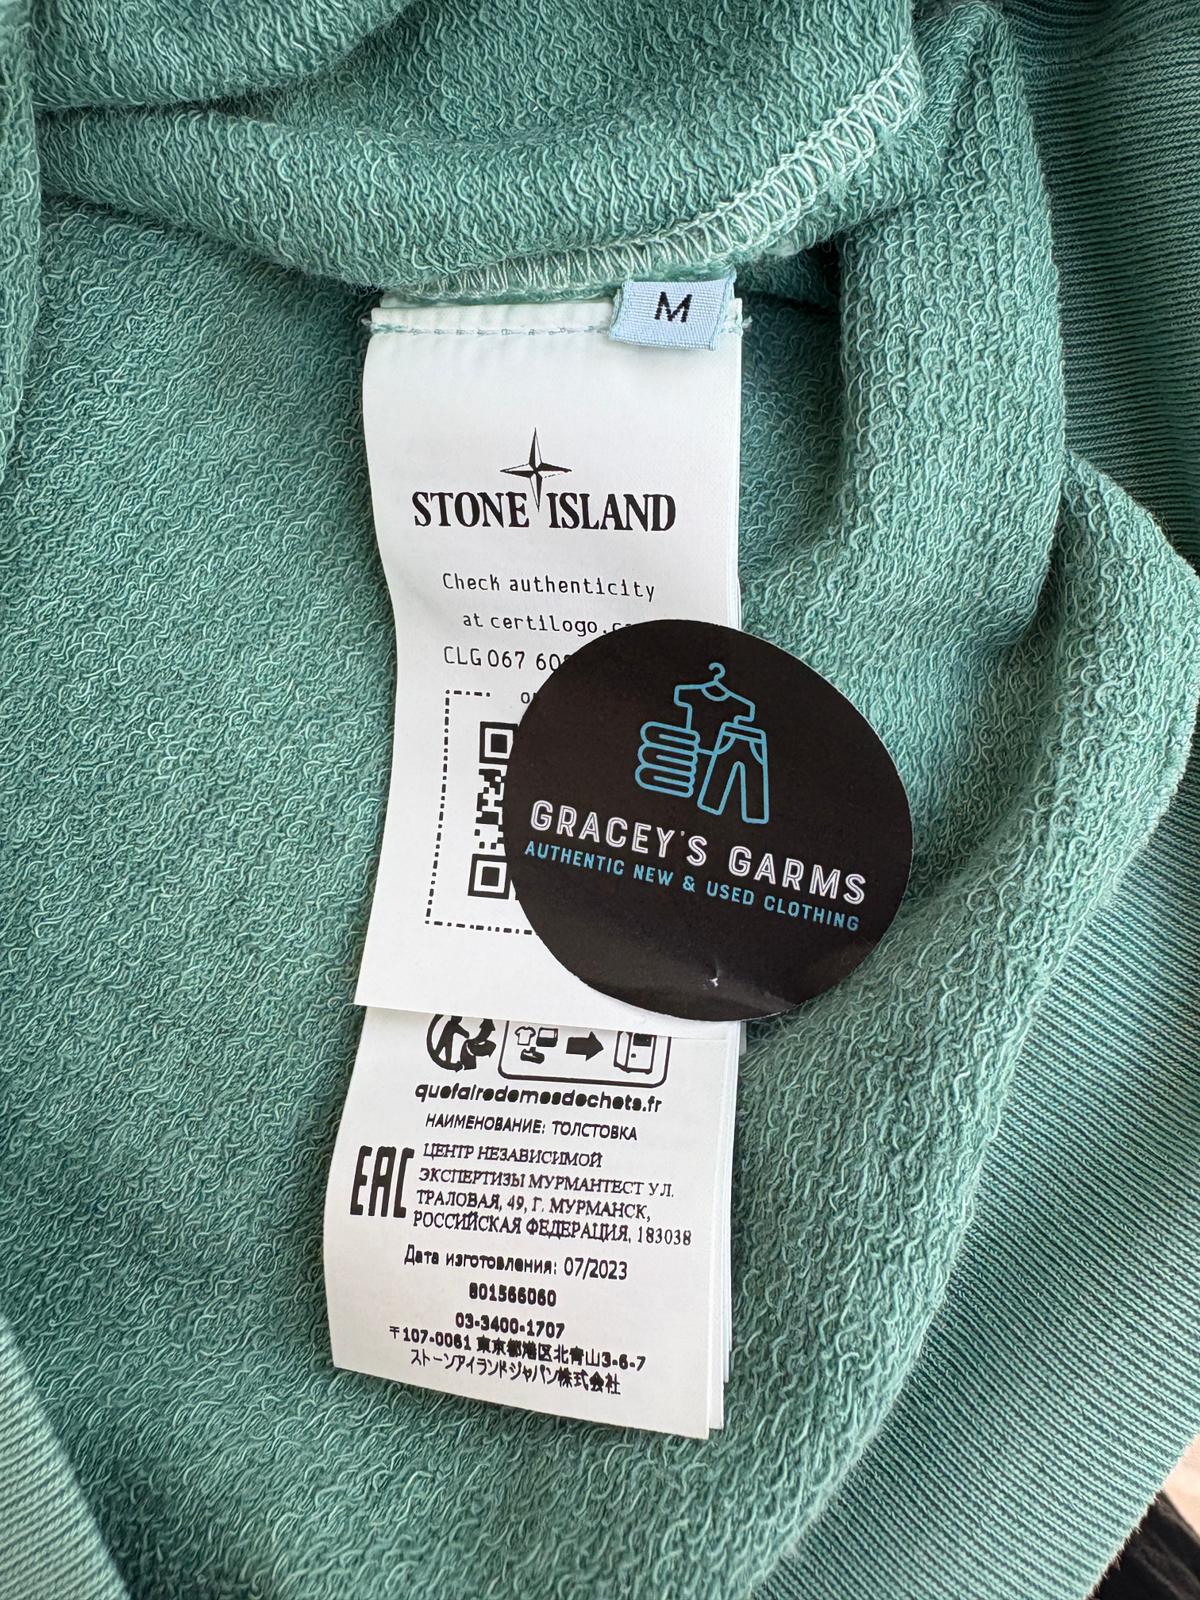 M
STONE ISLAND
Check authenticity
at certilogo.c
CLG 067 60
GRACEY'S GARMS
AUTHENTIC NEW & USED CLOTHING
quefairedemesdechets.fr
НАИМЕНОВАНИЕ: ТОЛСТОВКА
EAC
ЦЕНТР НЕЗАВИСИМОЙ
ЭКСПЕРТИЗЫ МУРМАНТЕСТ УЛ.
ТРАЛОВАЯ, 49, Г. МУРМАНСК,
РОССИЙСКАЯ ФЕДЕРАЦИЯ, 183038
Дата изготовления: 07/2023
801566060
03-3400-1707
〒107-0061 東京都港区北青山3-6-7
ストーンアイランドジャパン株式会社